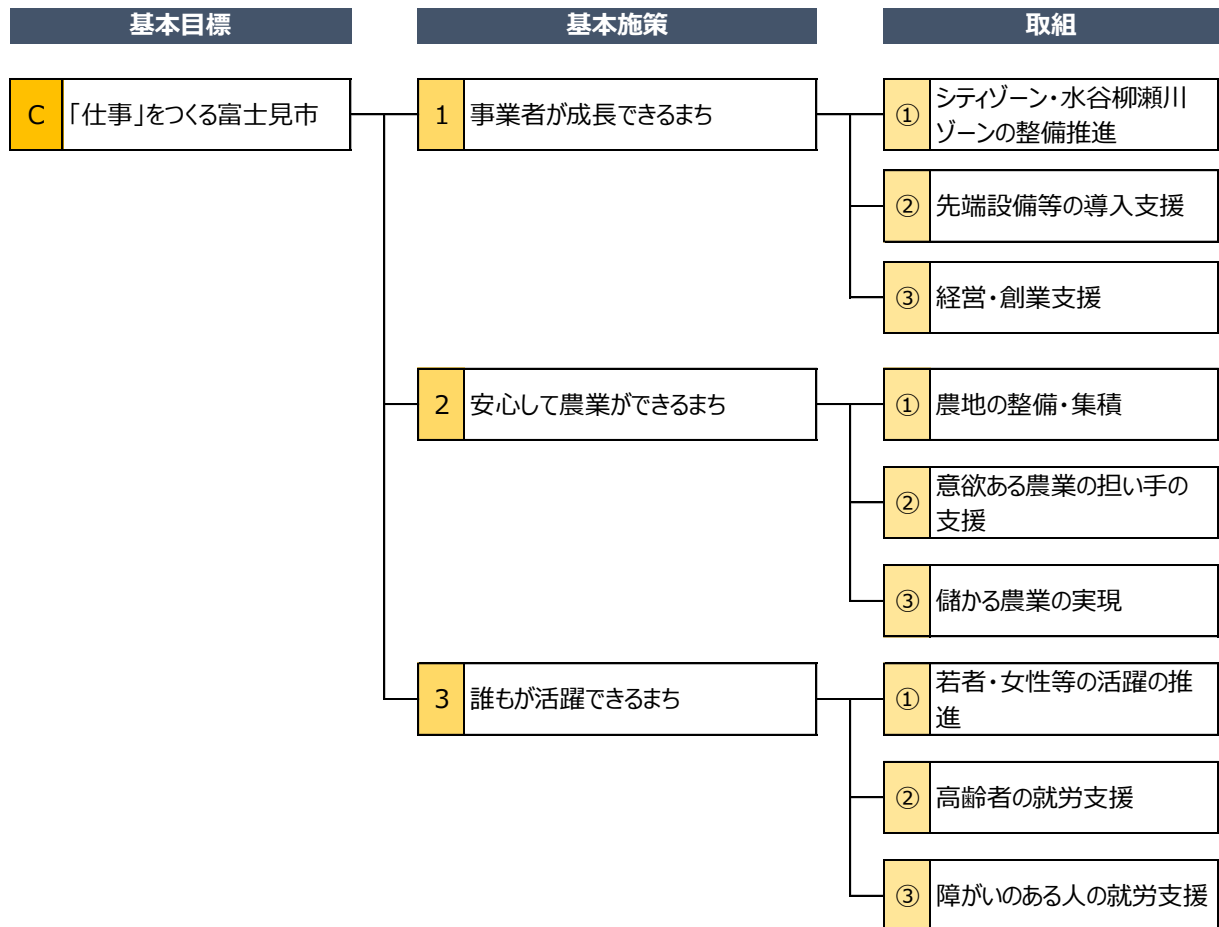 基本目標 基本施策 取組
C 「仕事」をつくる富士見市 1 事業者が成長できるまち ① シティゾーン・水谷柳瀬川
ゾーンの整備推進
② 先端設備等の導入支援
③ 経営・創業支援
2 安心して農業ができるまち ① 農地の整備・集積
② 意欲ある農業の担い手の
支援
③ 儲かる農業の実現
3 誰もが活躍できるまち ① 若者・女性等の活躍の推
進
② 高齢者の就労支援
③ 障がいのある人の就労支援